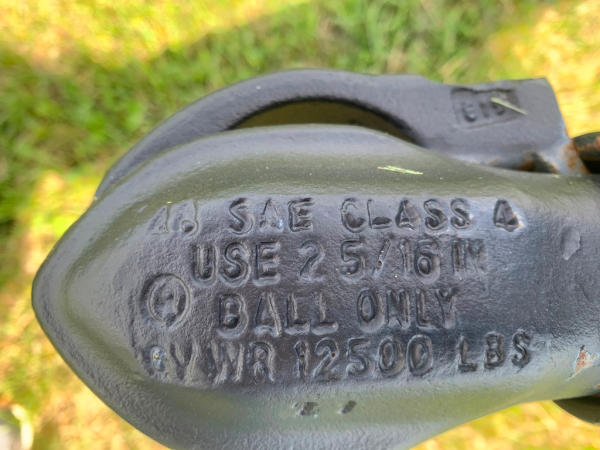 SAE CLASS 4
USE 2 5/16 IN
BALL ONLY
GVWR 12500 LBS